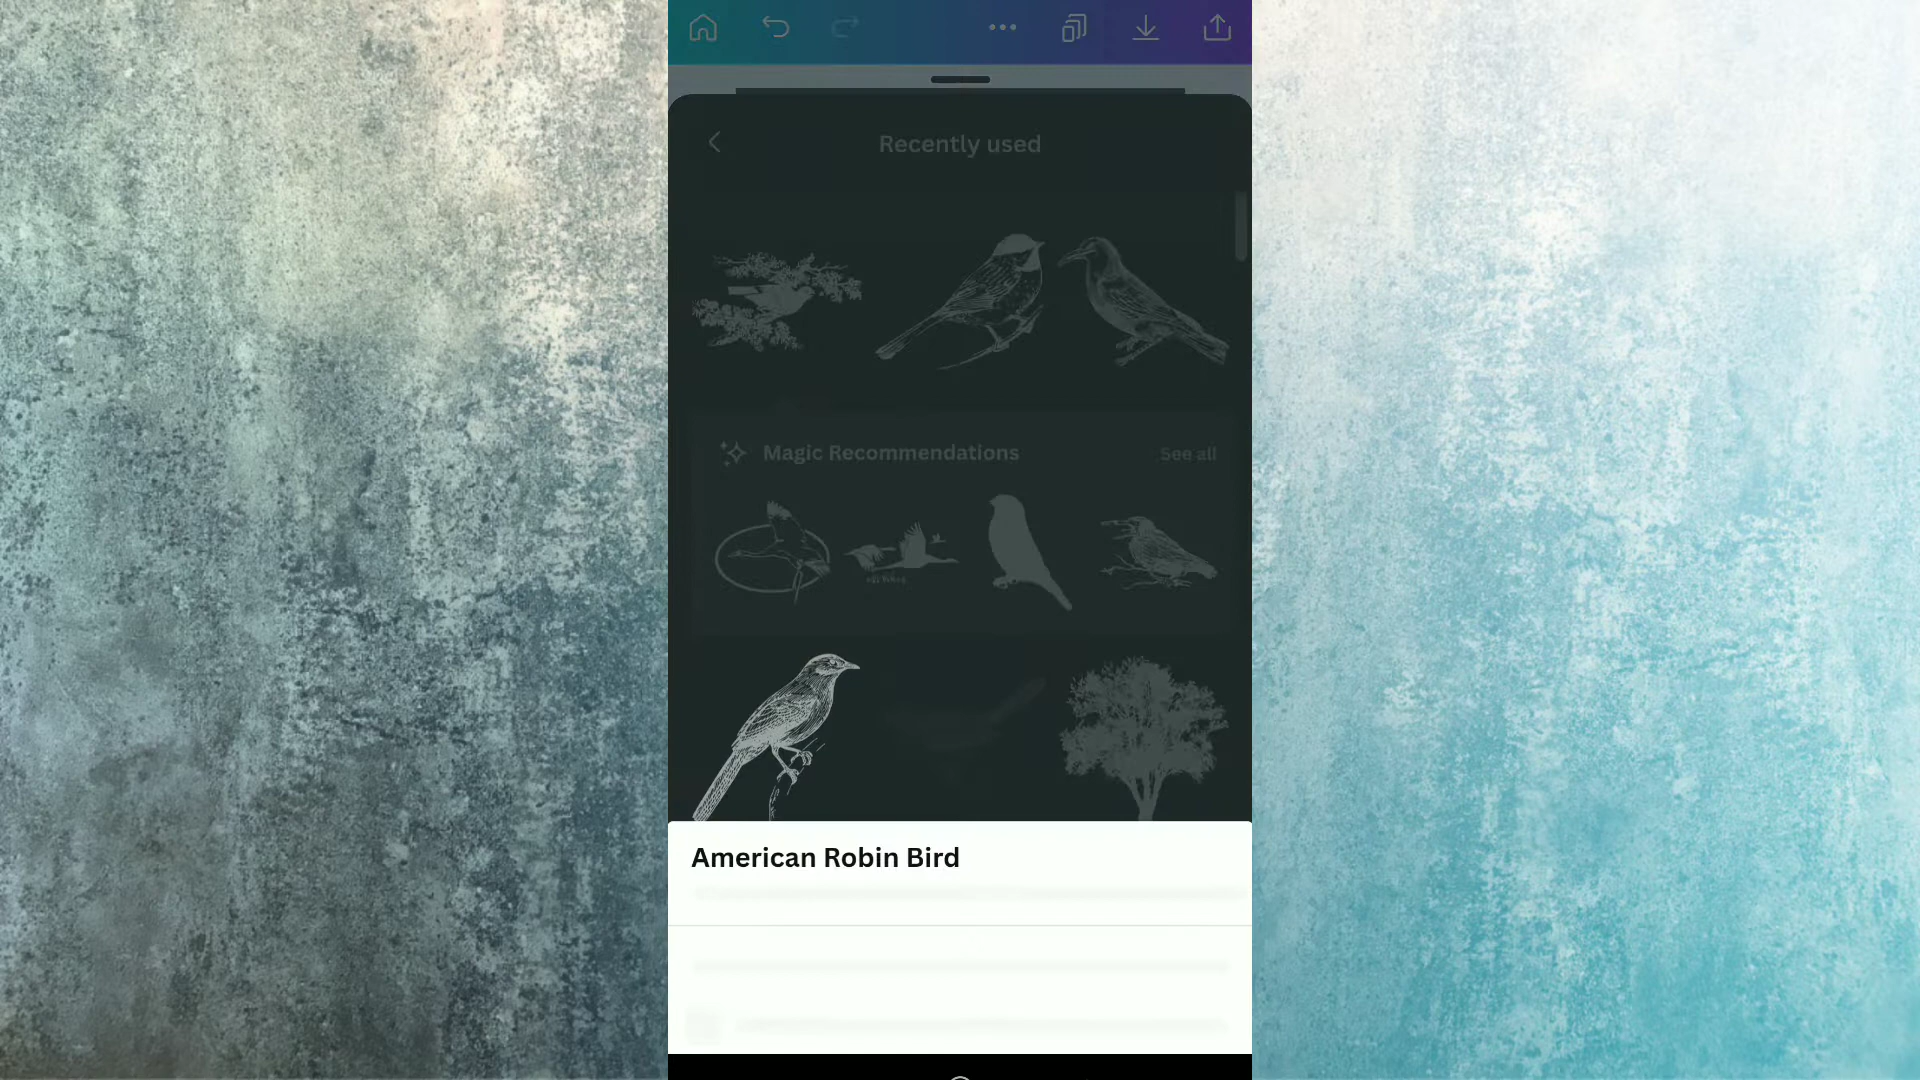 Recently used
Magic Recommendations
See all
American Robin Bird